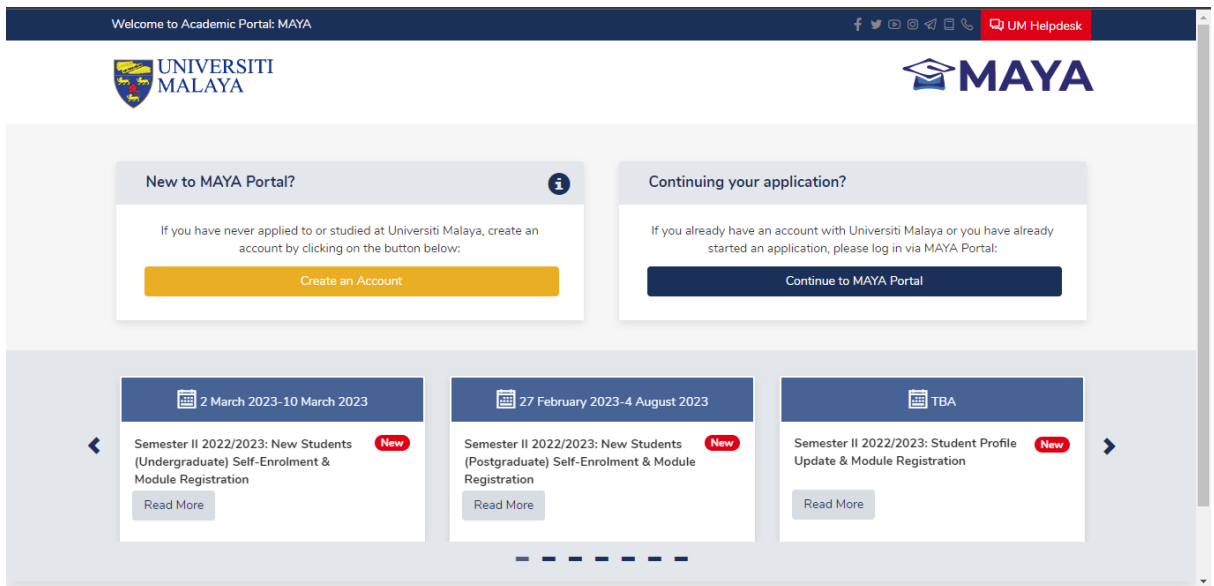 Welcome to Academic Portal: MAYA
UM Helpdesk
UNIVERSITI
MALAYA
MAYA
New to MAYA Portal?
If you have never applied to or studied at Universiti Malaya, create an
account by clicking on the button below:
Create an Account
Continuing your application?
If you already have an account with Universiti Malaya or you have already
started an application, please log in via MAYA Portal:
Continue to MAYA Portal
2 March 2023-10 March 2023
Semester II 2022/2023: New Students
(Undergraduate) Self-Enrolment &
Module Registration
New
Read More
27 February 2023-4 August 2023
Semester II 2022/2023: New Students
(Postgraduate) Self-Enrolment & Module
Registration
New
Read More
TBA
Semester II 2022/2023: Student Profile
Update & Module Registration
New
Read More